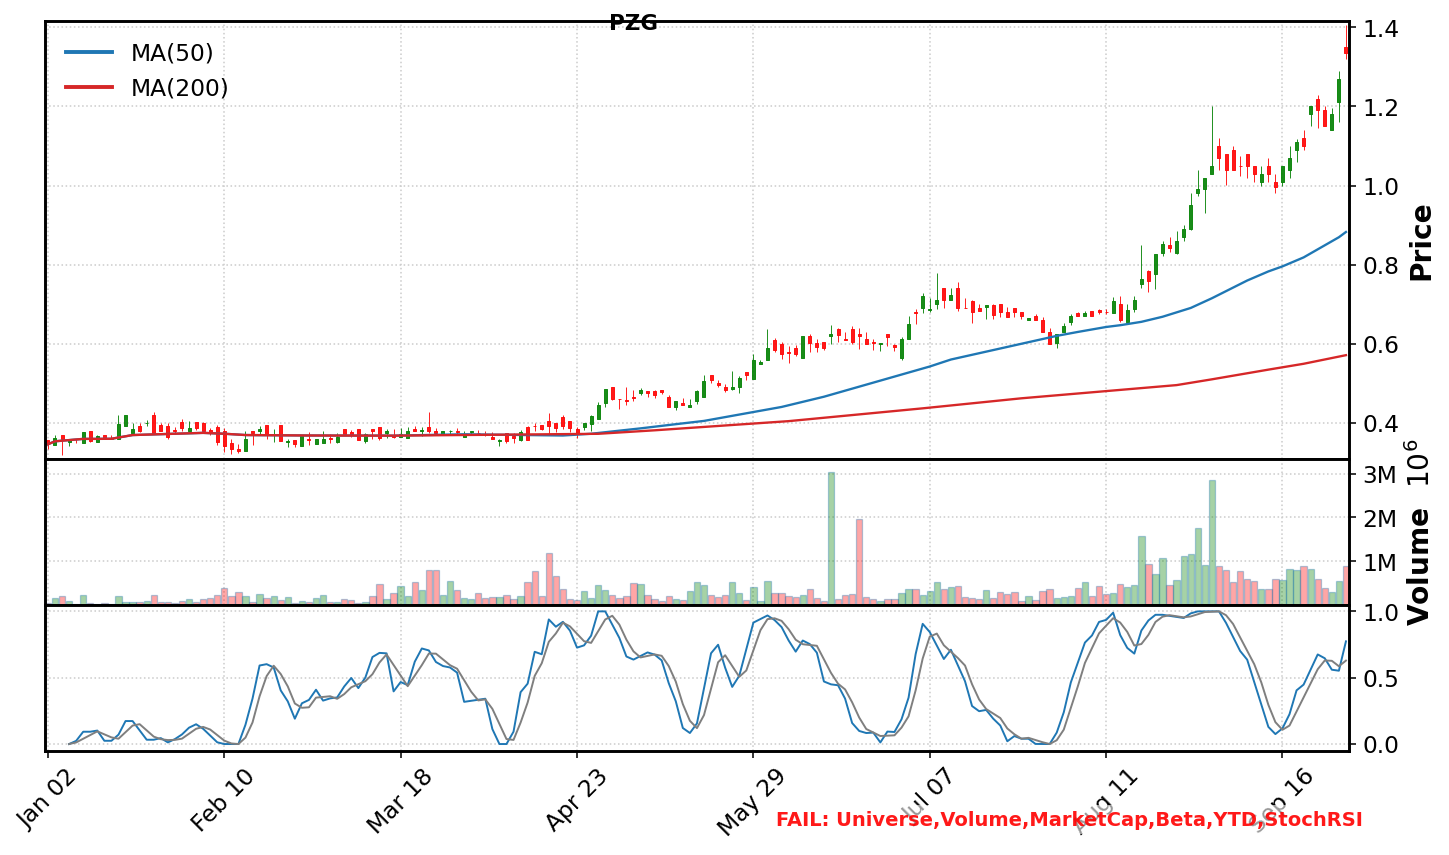 PZG
MA(50)
MA(200)
1.4
1.2
1.0
0.8
0.6
0.4
Price
3M
2M
1M
Volume 10^6
1.0
0.5
0.0
Jan 02
Feb 10
Mar 18
Apr 23
May 29
Jul 07
Aug 11
Sep 16
FAIL: Universe,Volume,MarketCap,Beta,YTD,StochRSI